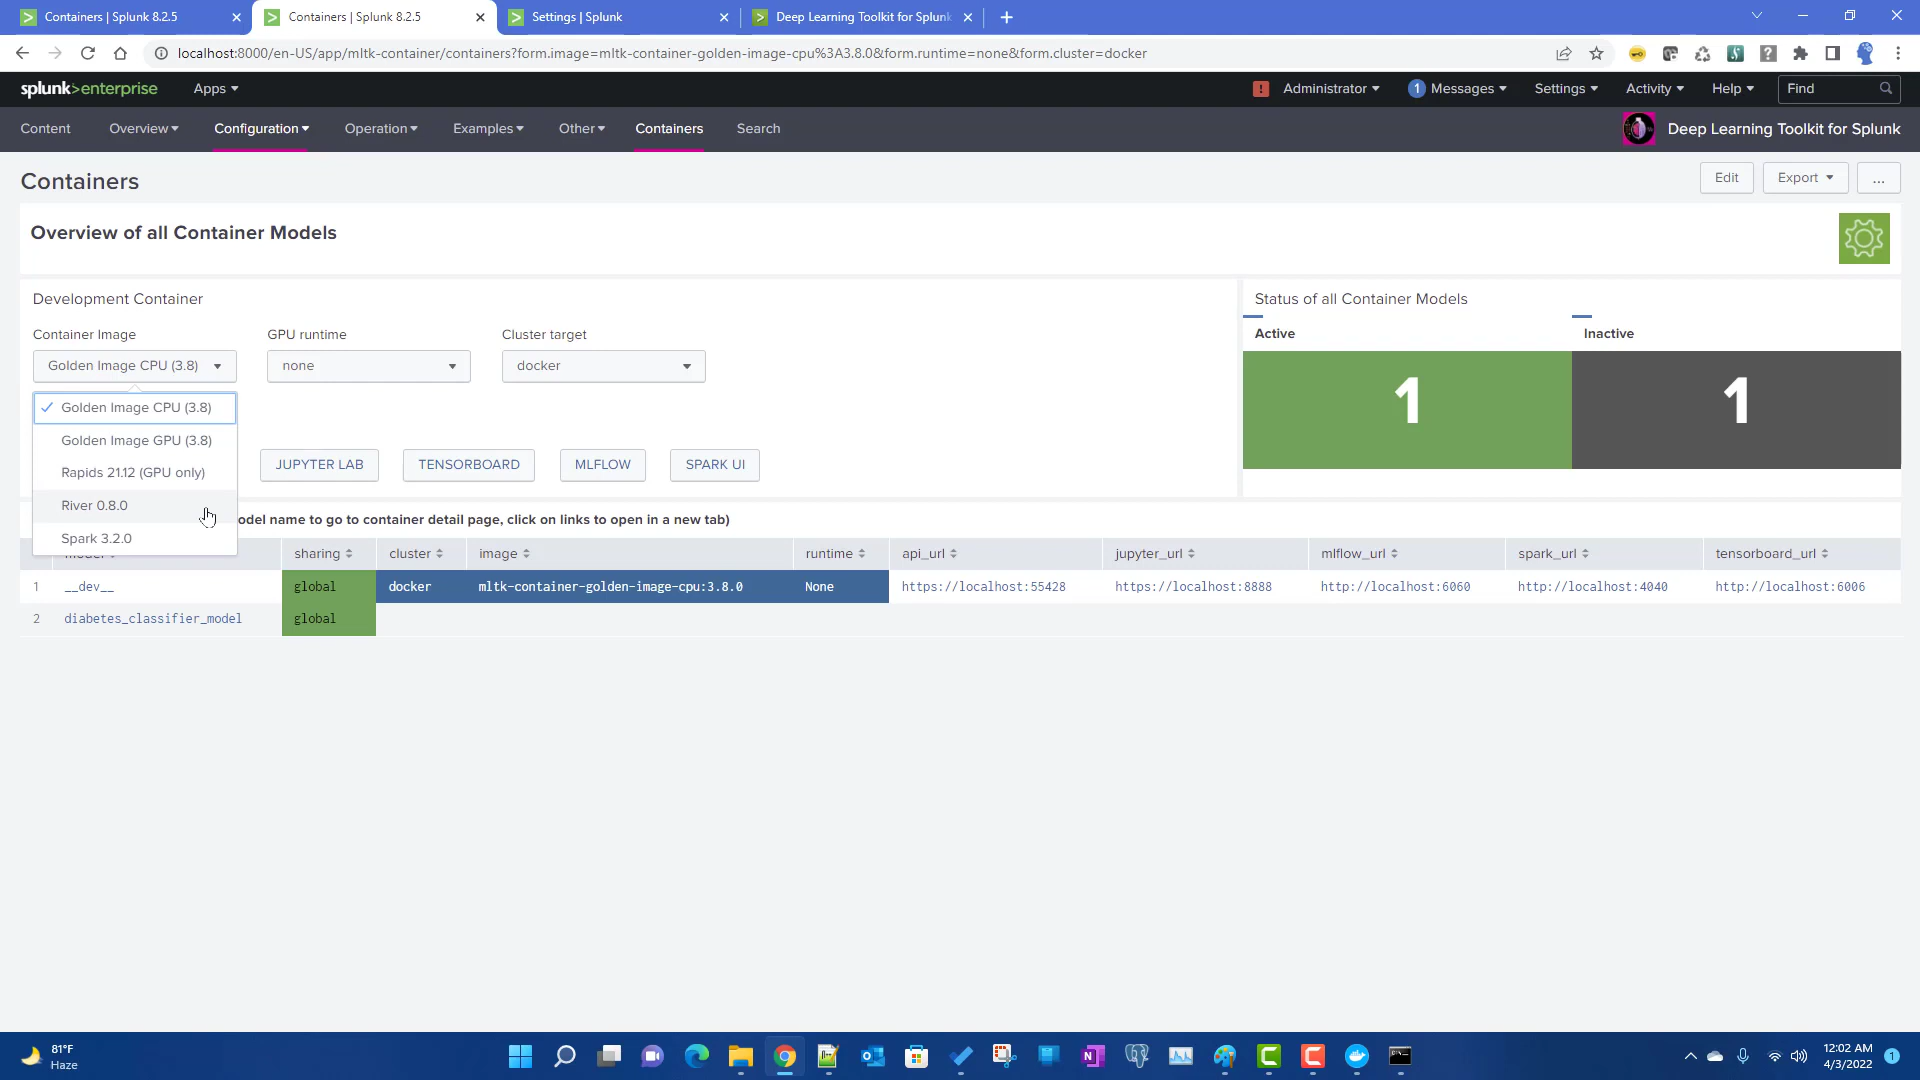 Containers | Splunk 8.2.5
Containers | Splunk 8.2.5
Settings | Splunk
Deep Learning Toolkit for Splunk
localhost:8000/en-US/app/mltk-container/containers?form.image=mltk-container-golden-image-cpu%3A3.8.0&form.runtime=none&form.cluster=docker
splunk>enterprise Apps
! Administrator 1 Messages Settings Activity Help Find
Content Overview Configuration Operation Examples Other Containers Search
Deep Learning Toolkit for Splunk
Containers
Edit Export ...
Overview of all Container Models
Development Container
Container Image GPU runtime Cluster target
Golden Image CPU (3.8) none docker
Golden Image CPU (3.8)
Golden Image GPU (3.8)
Rapids 21.12 (GPU only)
River 0.8.0
Spark 3.2.0
JUPYTER LAB TENSORBOARD MLFLOW SPARK UI
Status of all Container Models
Active Inactive
1 1
odel name to go to container detail page, click on links to open in a new tab)
sharing cluster image runtime api_url jupyter_url mlflow_url spark_url tensorboard_url
1 __dev__ global docker mltk-container-golden-image-cpu:3.8.0 None https://localhost:55428 https://localhost:8888 http://localhost:6060 http://localhost:4040 http://localhost:6006
2 diabetes_classifier_model global
81°F
Haze
12:02 AM
4/3/2022
1